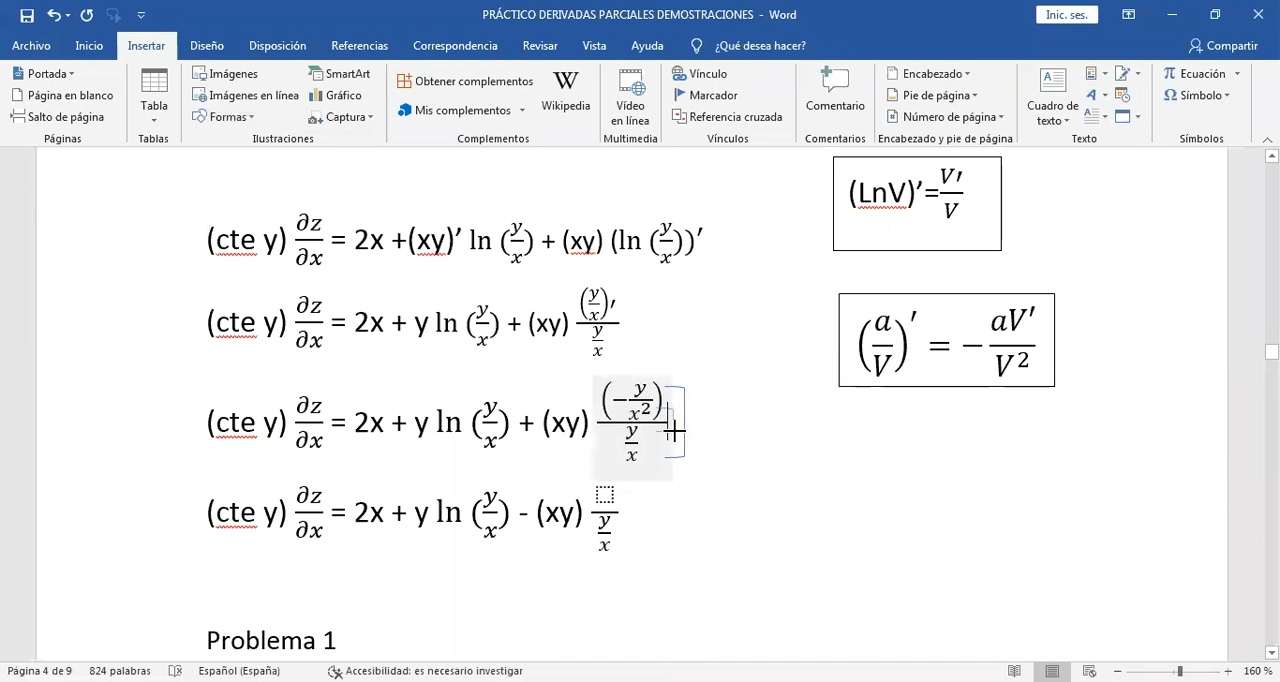 PRÁCTICO DERIVADAS PARCIALES DEMOSTRACIONES - Word
Inic. ses.
Archivo Inicio Insertar Diseño Disposición Referencias Correspondencia Revisar Vista Ayuda ¿Qué desea hacer? Compartir
Portada
Página en blanco
Salto de página
Páginas
Tabla
Tablas
Imágenes
Imágenes en línea
Formas
SmartArt
Gráfico
Captura
Ilustraciones
Obtener complementos
Mis complementos
W
Wikipedia
Complementos
Vídeo
en línea
Multimedia
Vínculo
Marcador
Referencia cruzada
Vínculos
Comentario
Comentarios
Encabezado
Pie de página
Número de página
Encabezado y pie de página
Cuadro de
texto
Texto
π Ecuación
Ω Símbolo
Símbolos
(LnV)’= V′/V
(cte y) ∂z/∂x = 2x +(xy)’ ln (y/x) + (xy) (ln (y/x))′
(cte y) ∂z/∂x = 2x + y ln (y/x) + (xy) (y/x)′/(y/x)
(a/V)′ = − aV′/V²
(cte y) ∂z/∂x = 2x + y ln (y/x) + (xy) (−y/x²)/(y/x)
(cte y) ∂z/∂x = 2x + y ln (y/x) - (xy) ⬚/(y/x)
Problema 1
Página 4 de 9 824 palabras Español (España) Accesibilidad: es necesario investigar 160 %